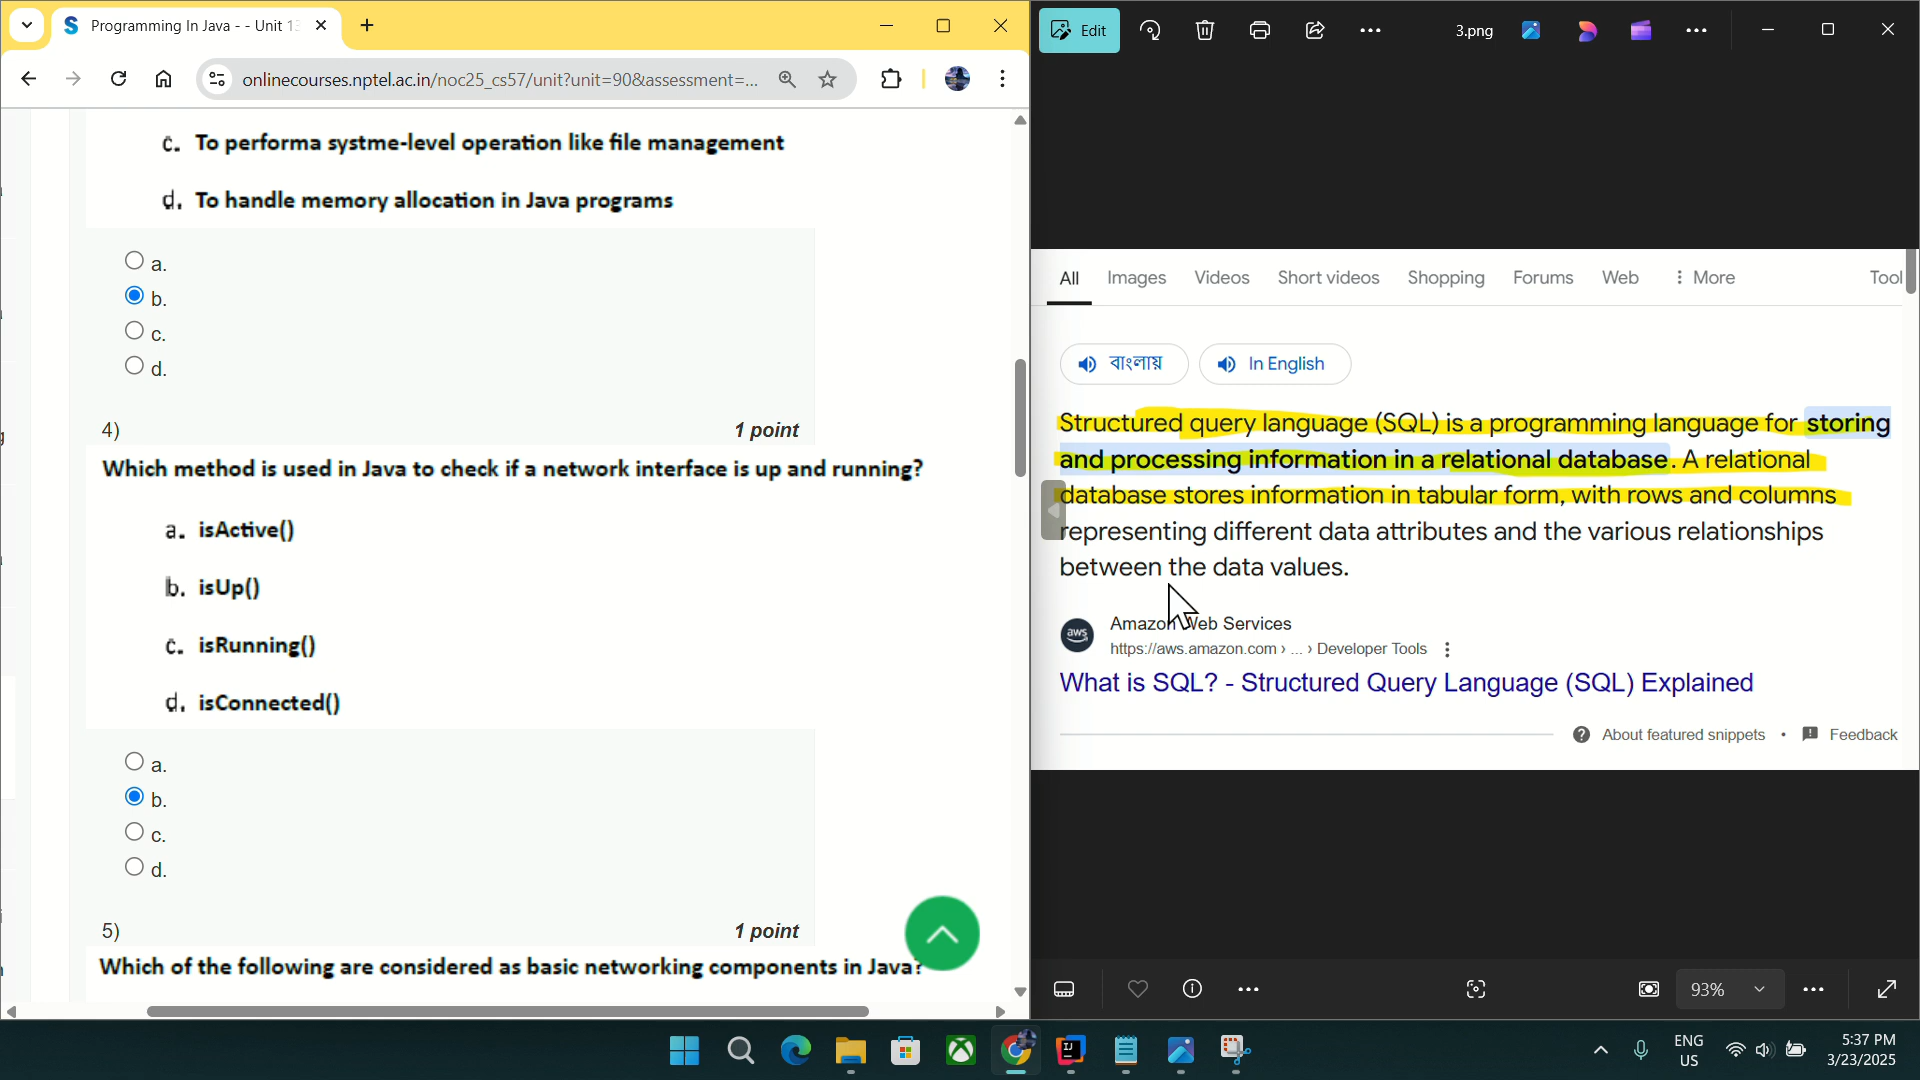 Programming In Java - - Unit 13
onlinecourses.nptel.ac.in/noc25_cs57/unit?unit=90&assessment=...
c. To performa systme-level operation like file management
d. To handle memory allocation in Java programs
a.
b.
c.
d.
4)
1 point
Which method is used in Java to check if a network interface is up and running?
a. isActive()
b. isUp()
c. isRunning()
d. isConnected()
a.
b.
c.
d.
5)
1 point
Which of the following are considered as basic networking components in Java?
Edit
3.png
All Images Videos Short videos Shopping Forums Web More Tool
বাংলায়
In English
Structured query language (SQL) is a programming language for storing
and processing information in a relational database. A relational
database stores information in tabular form, with rows and columns
representing different data attributes and the various relationships
between the data values.
aws
Amazon Web Services
https://aws.amazon.com › ... › Developer Tools
What is SQL? - Structured Query Language (SQL) Explained
About featured snippets • Feedback
93%
ENG
US
5:37 PM
3/23/2025